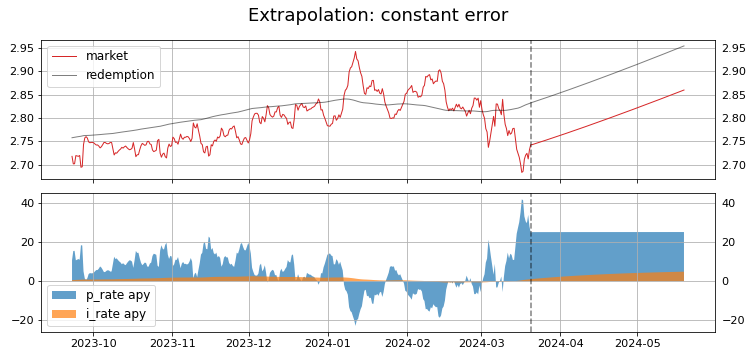 Extrapolation: constant error
2.95 2.95
market
redemption
2.90 2.90
2.85 2.85
2.80 2.80
2.75 2.75
2.70 2.70
40 40
20 20
0 0
p_rate apy
i_rate apy
−20 −20
2023-10 2023-11 2023-12 2024-01 2024-02 2024-03 2024-04 2024-05